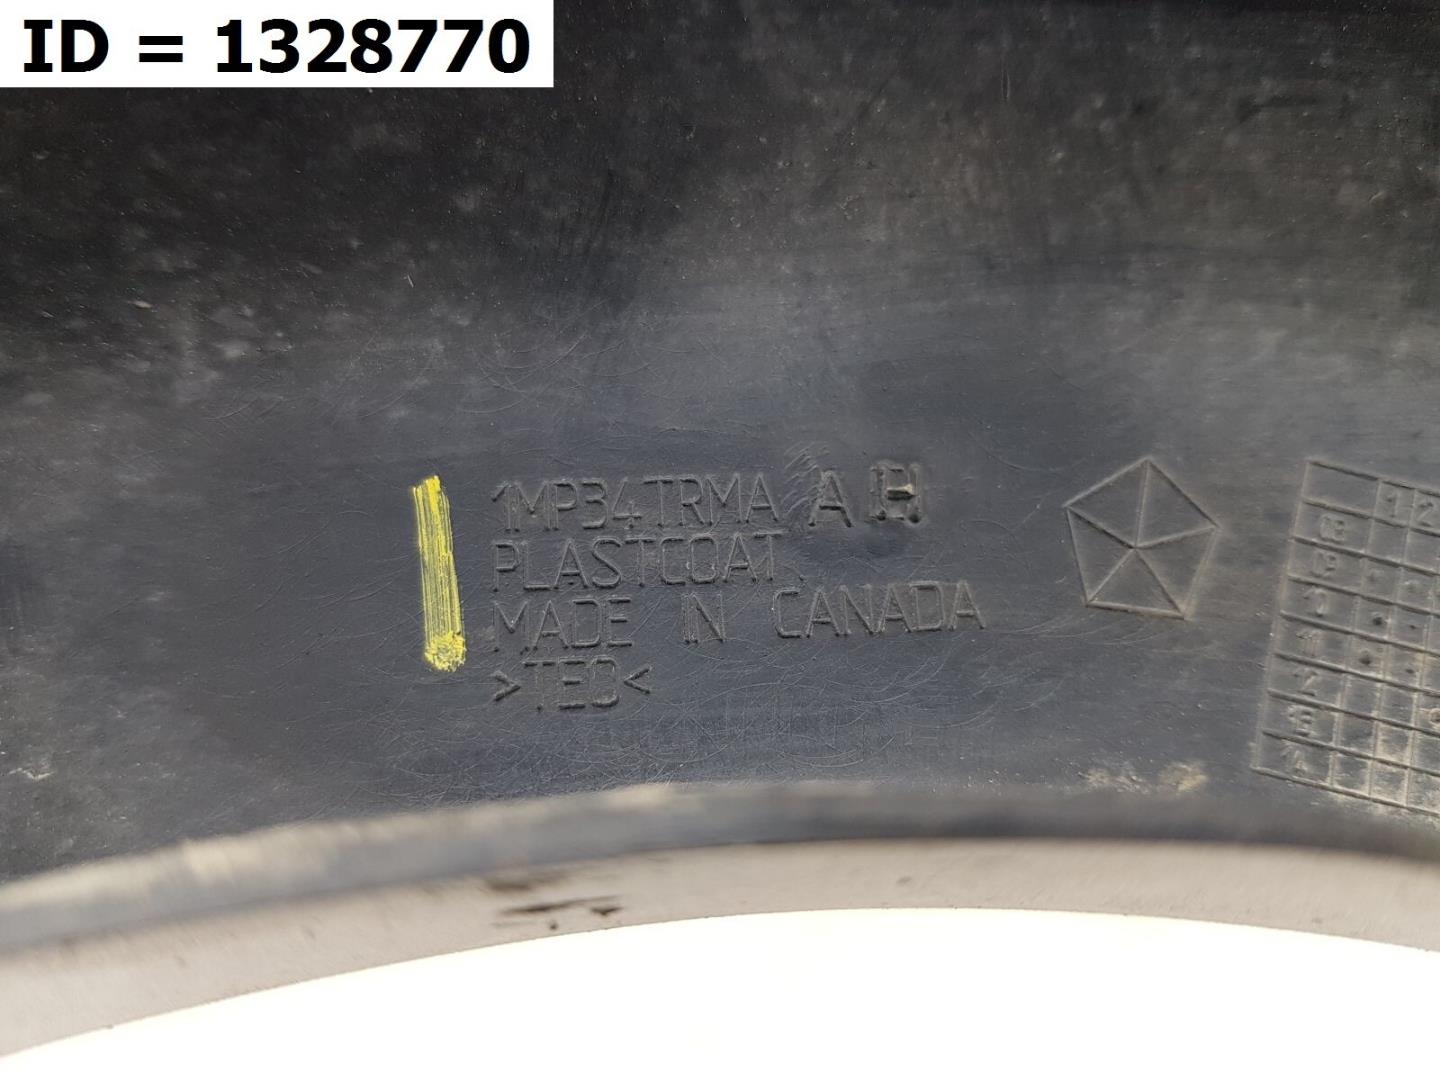 ID = 1328770
1MP34TRMA A H
PLASTCOAT
MADE IN CANADA
>TEO<
1 2
08
09
10
11
12
13
14